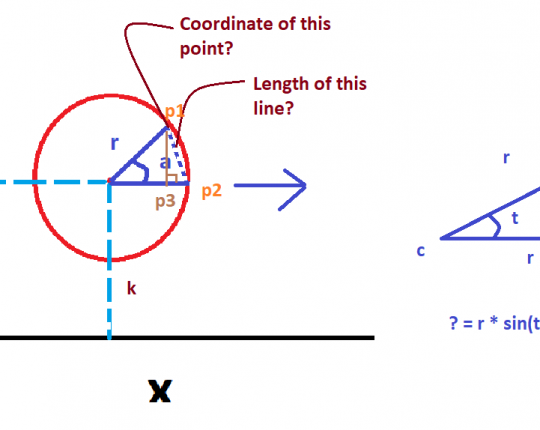 Coordinate of this
point?
Length of this
line?
p1
r
a
p2
p3
k
X
r
t
c
r
? = r * sin(t